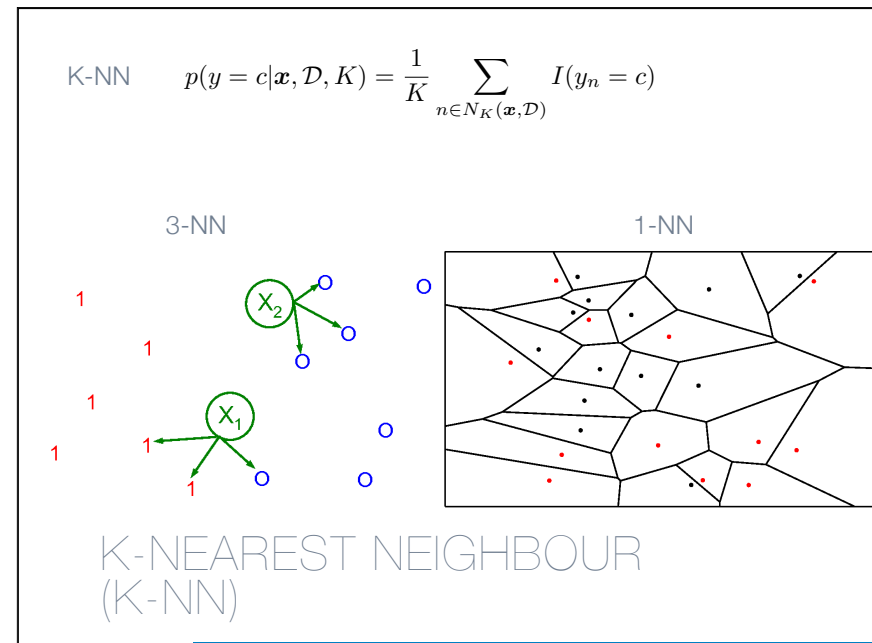 K-NN p(y = c|x, D, K) = 1/K ∑_{n∈N_K(x,D)} I(y_n = c)
3-NN 1-NN
1
X₂
O
O
O
O
1
1
X₁
1
1
1
O
O
O
K-NEAREST NEIGHBOUR
(K-NN)